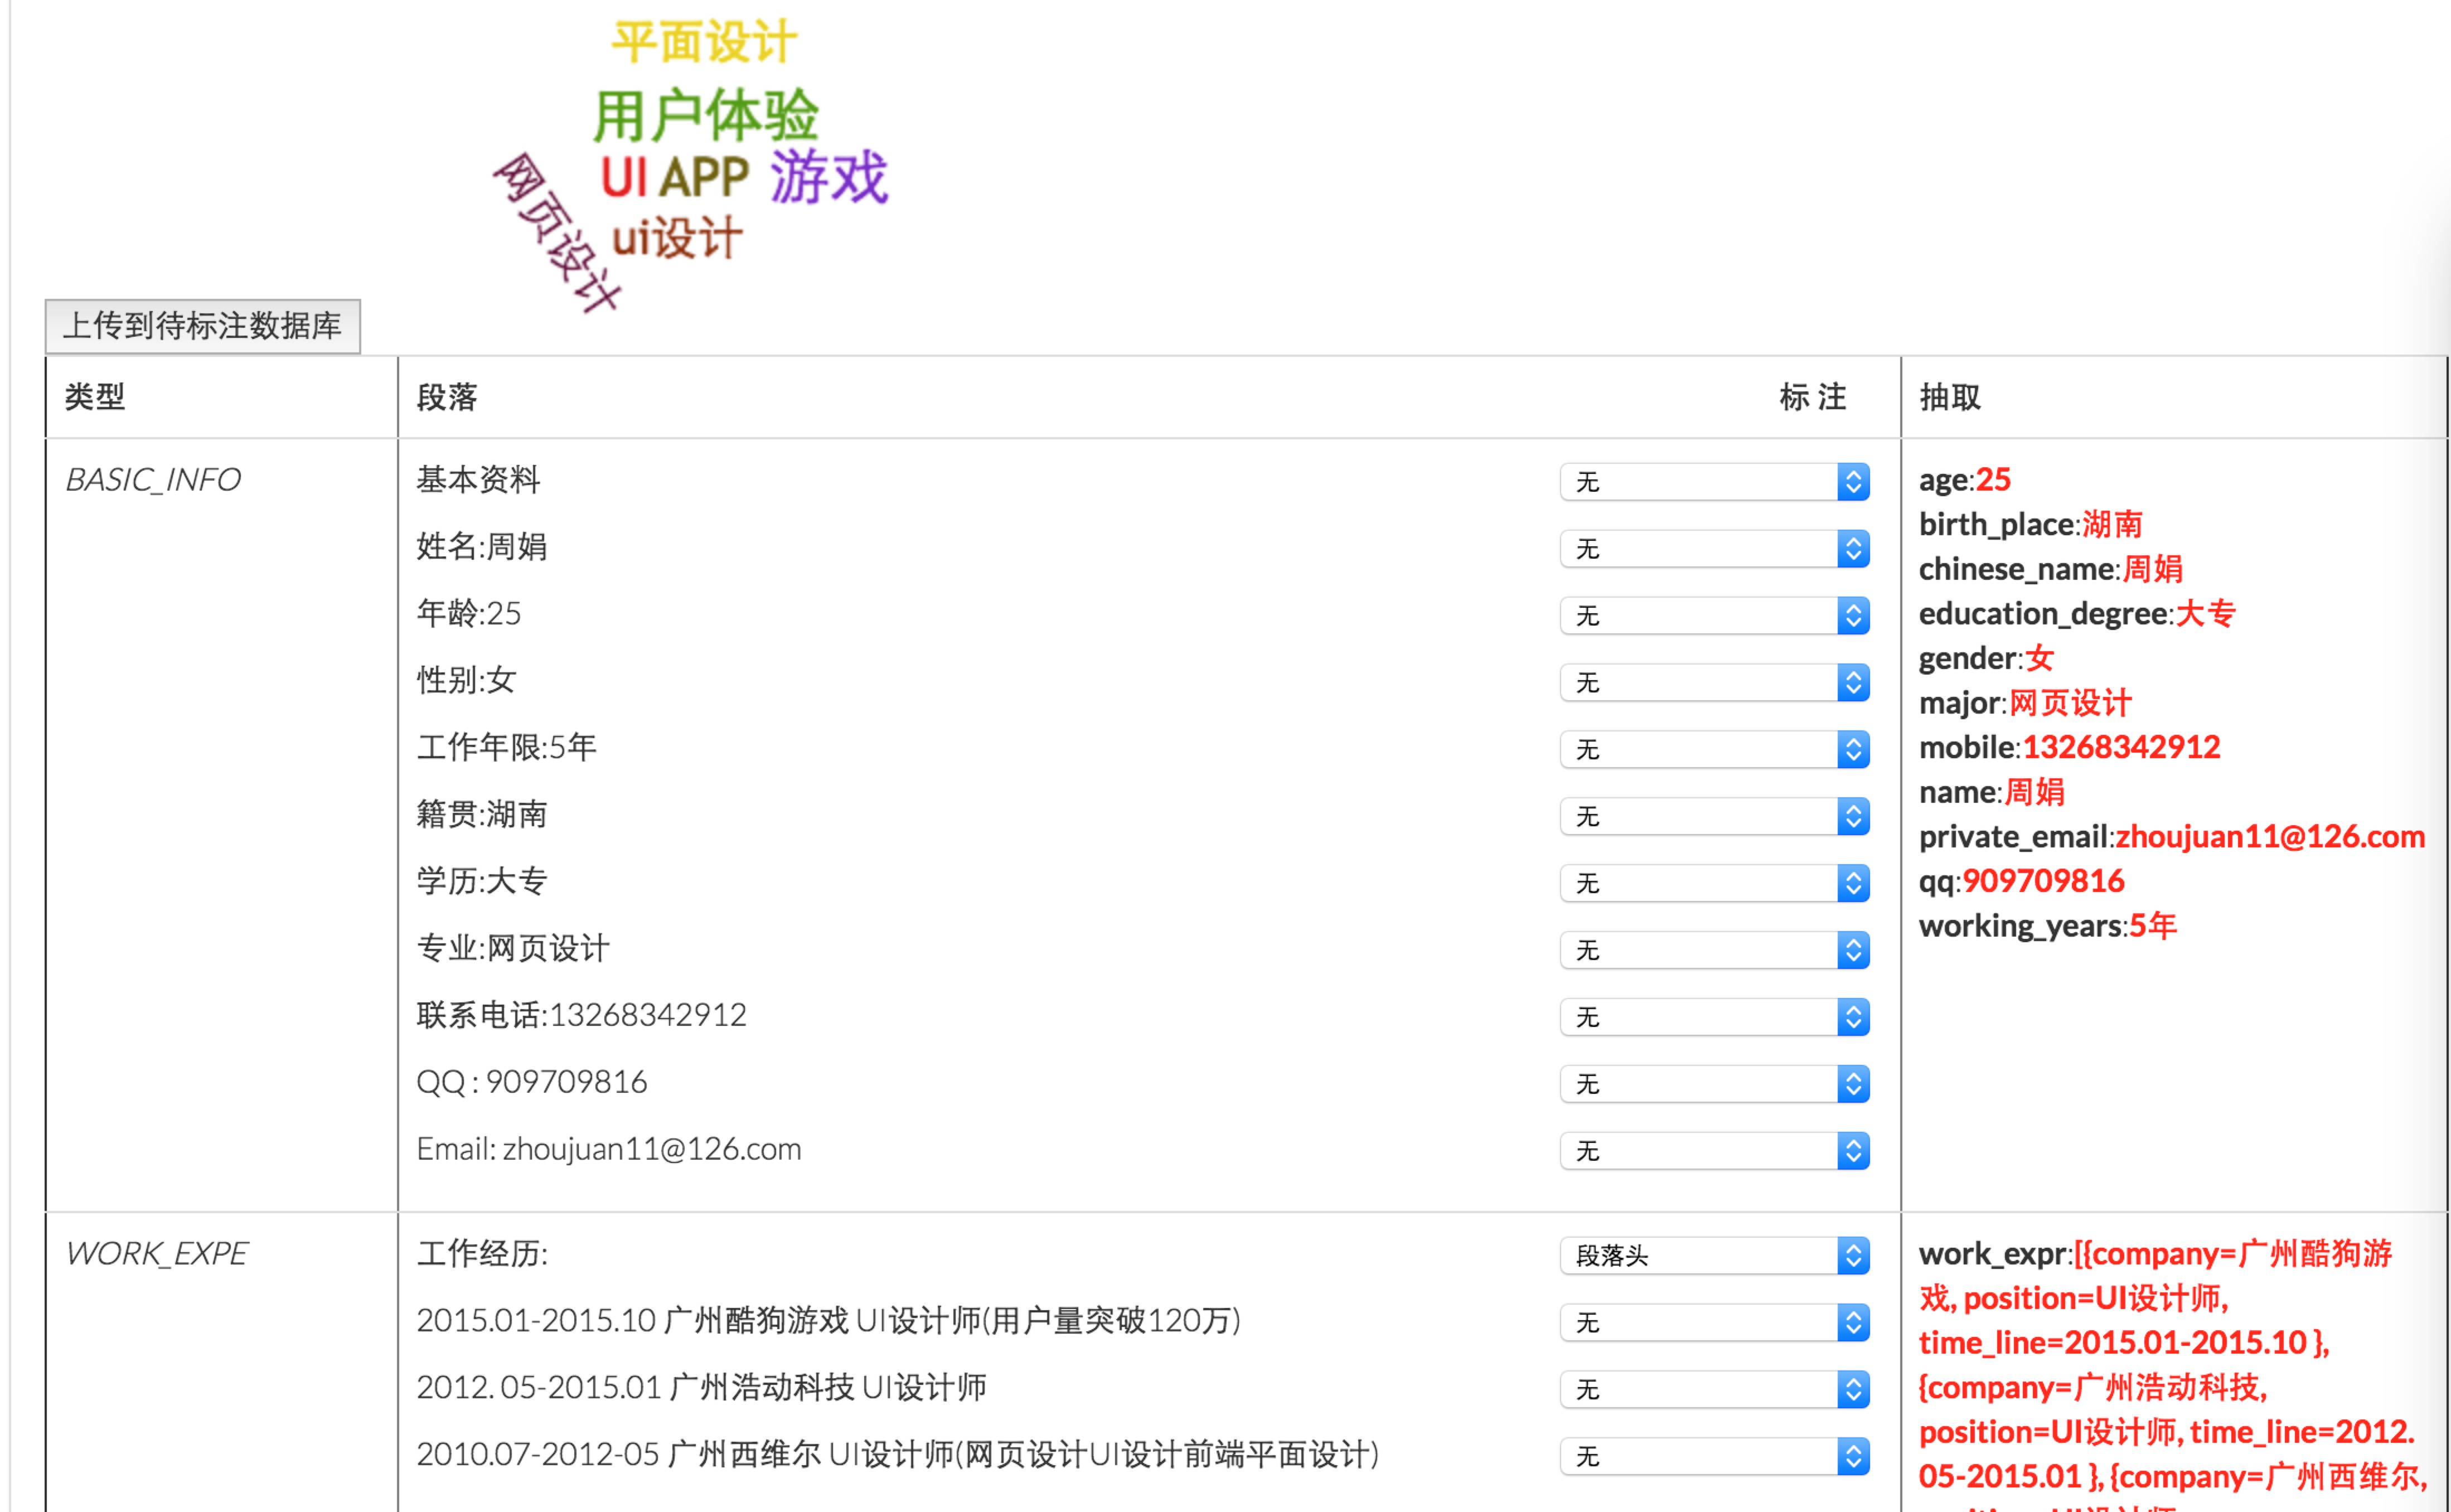 平面设计
用户体验
UI APP 游戏
网页设计
ui设计
上传到待标注数据库
类型 段落 标 注 抽取
BASIC_INFO
基本资料 无
姓名:周娟 无
年龄:25 无
性别:女 无
工作年限:5年 无
籍贯:湖南 无
学历:大专 无
专业:网页设计 无
联系电话:13268342912 无
QQ : 909709816 无
Email: zhoujuan11@126.com 无
age:25
birth_place:湖南
chinese_name:周娟
education_degree:大专
gender:女
major:网页设计
mobile:13268342912
name:周娟
private_email:zhoujuan11@126.com
qq:909709816
working_years:5年
WORK_EXPE
工作经历: 段落头
2015.01-2015.10 广州酷狗游戏 UI设计师(用户量突破120万) 无
2012. 05-2015.01 广州浩动科技 UI设计师 无
2010.07-2012-05 广州西维尔 UI设计师(网页设计UI设计前端平面设计) 无
work_expr:[{company=广州酷狗游
戏, position=UI设计师,
time_line=2015.01-2015.10 },
{company=广州浩动科技,
position=UI设计师, time_line=2012.
05-2015.01 }, {company=广州西维尔,